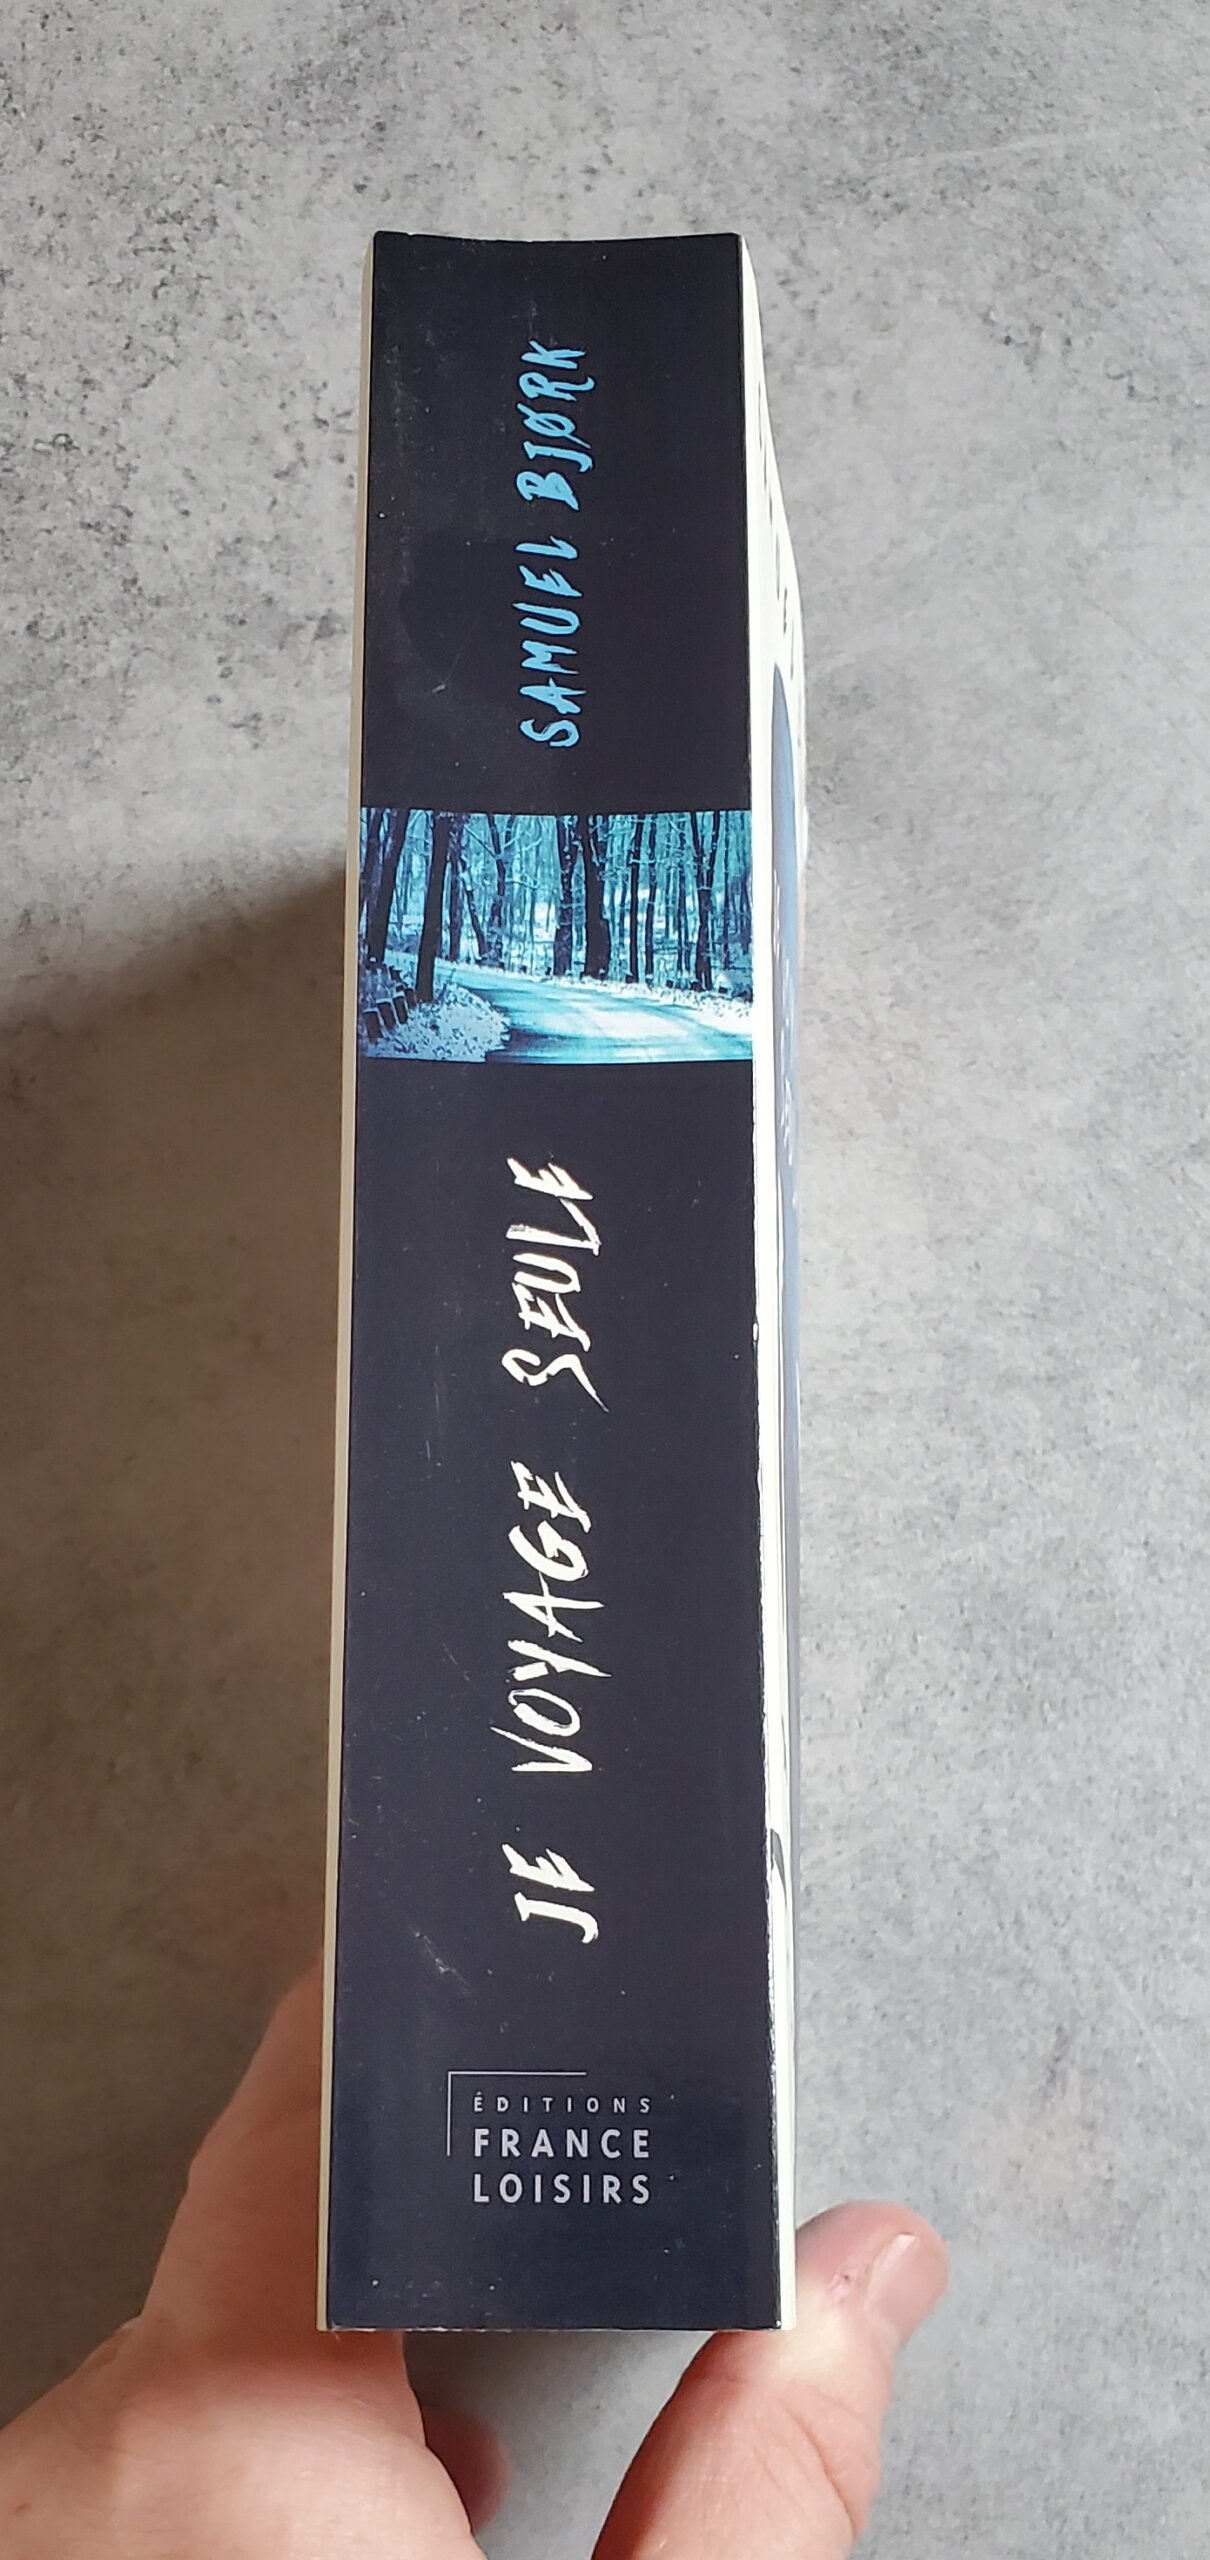 SAMUEL BJØRK
JE VOYAGE SEULE
ÉDITIONS
FRANCE
LOISIRS